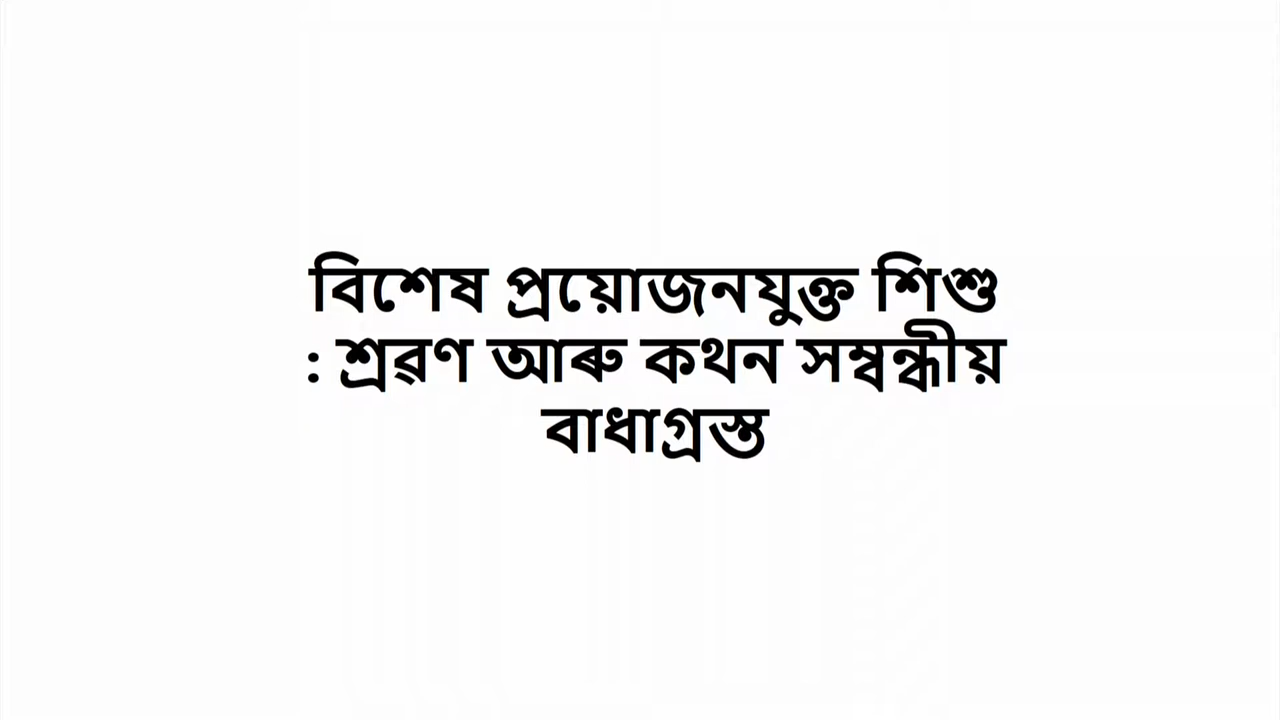 বিশেষ প্ৰয়োজনযুক্ত শিশু
: শ্ৰৱণ আৰু কথন সম্বন্ধীয়
বাধাগ্ৰস্ত